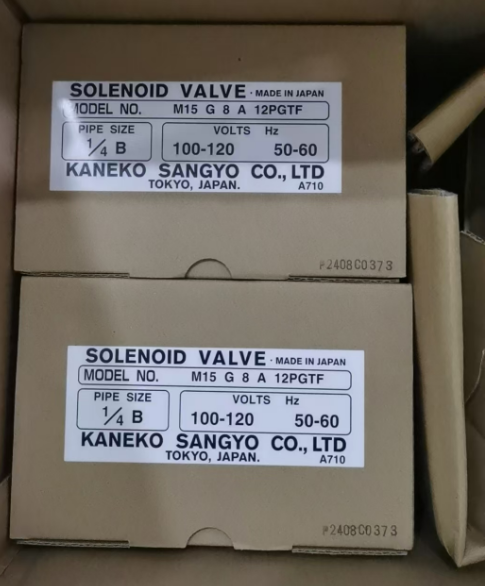 SOLENOID VALVE · MADE IN JAPAN
MODEL NO. M15 G 8 A 12PGTF
PIPE SIZE VOLTS Hz
1/4 B 100-120 50-60
KANEKO SANGYO CO., LTD
TOKYO, JAPAN. A710
P2408C0373
SOLENOID VALVE · MADE IN JAPAN
MODEL NO. M15 G 8 A 12PGTF
PIPE SIZE VOLTS Hz
1/4 B 100-120 50-60
KANEKO SANGYO CO., LTD
TOKYO, JAPAN. A710
P2408C0373